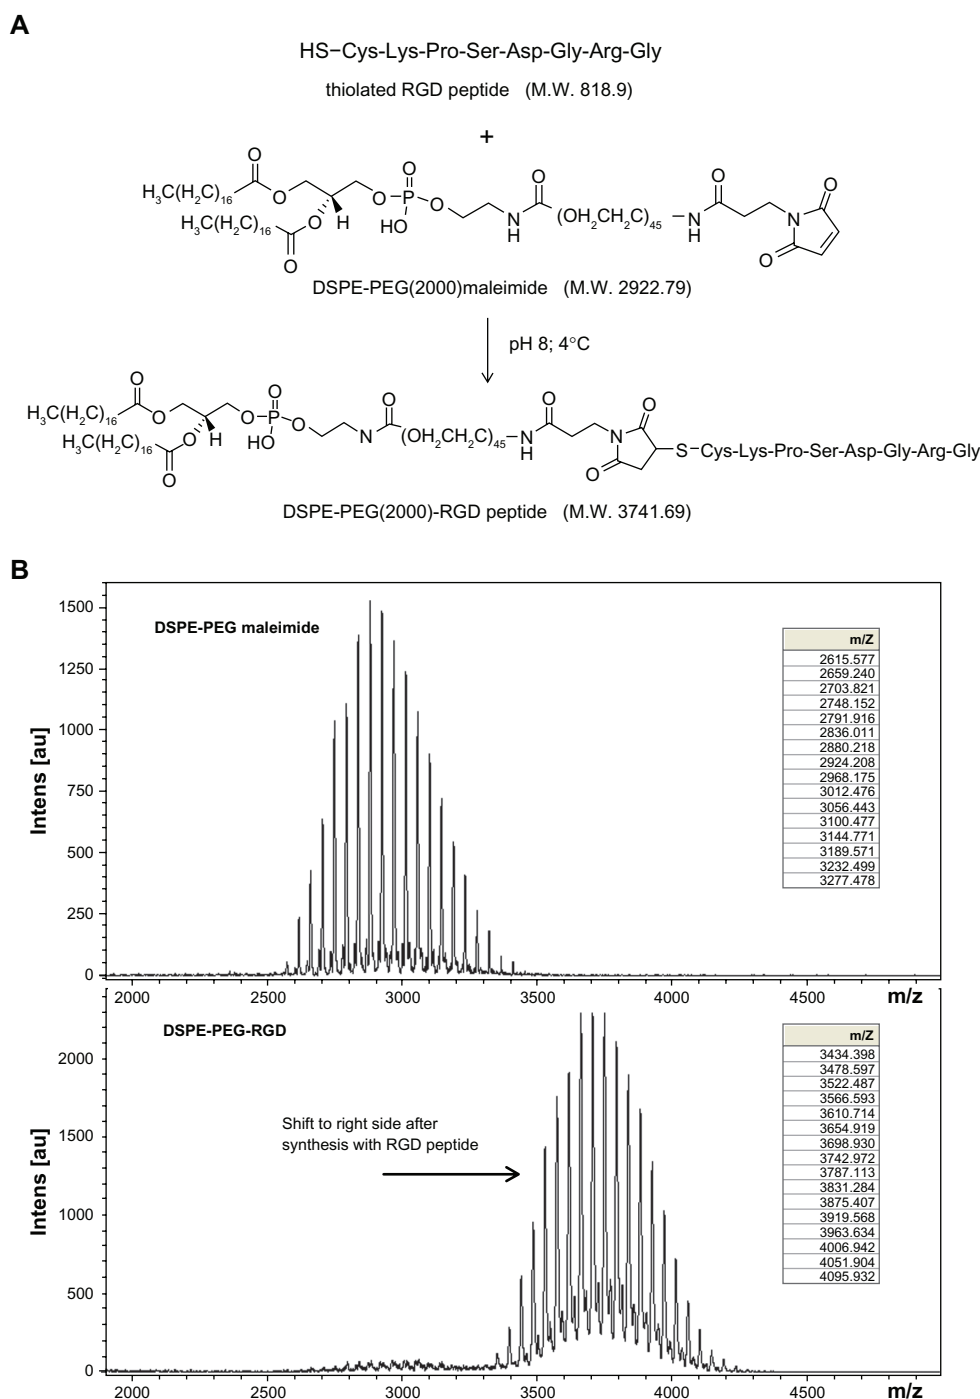 A
HS–Cys-Lys-Pro-Ser-Asp-Gly-Arg-Gly
thiolated RGD peptide (M.W. 818.9)
+
O
O
H₃C(H₂C)₁₆
O
O
P
O
HO
O
N
H
(OH₂CH₂C)₄₅
N
H
O
N
O
O
H₃C(H₂C)₁₆
O
H
O
DSPE-PEG(2000)maleimide (M.W. 2922.79)
pH 8; 4°C
O
O
H₃C(H₂C)₁₆
O
O
P
O
HO
O
N
H
(OH₂CH₂C)₄₅
N
H
O
N
O
O
S–Cys-Lys-Pro-Ser-Asp-Gly-Arg-Gly
H₃C(H₂C)₁₆
O
H
O
DSPE-PEG(2000)-RGD peptide (M.W. 3741.69)
B
DSPE-PEG maleimide
Intens [au]
1500
1250
1000
750
500
250
0
m/Z
2615.577
2659.240
2703.821
2748.152
2791.916
2836.011
2880.218
2924.208
2968.175
3012.476
3056.443
3100.477
3144.771
3189.571
3232.499
3277.478
2000 2500 3000 3500 4000 4500 m/z
DSPE-PEG-RGD
Shift to right side after
synthesis with RGD peptide
Intens [au]
2000
1500
1000
500
0
m/Z
3434.398
3478.597
3522.487
3566.593
3610.714
3654.919
3698.930
3742.972
3787.113
3831.284
3875.407
3919.568
3963.634
4006.942
4051.904
4095.932
2000 2500 3000 3500 4000 4500 m/z